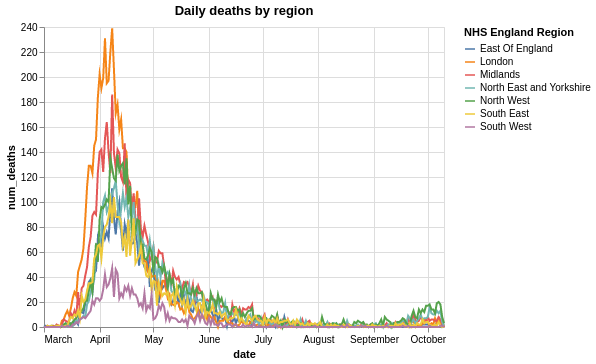 Daily deaths by region
240
220
200
180
160
140
120
100
80
60
40
20
0
num_deaths
March April May June July August September October
date
NHS England Region
East Of England
London
Midlands
North East and Yorkshire
North West
South East
South West